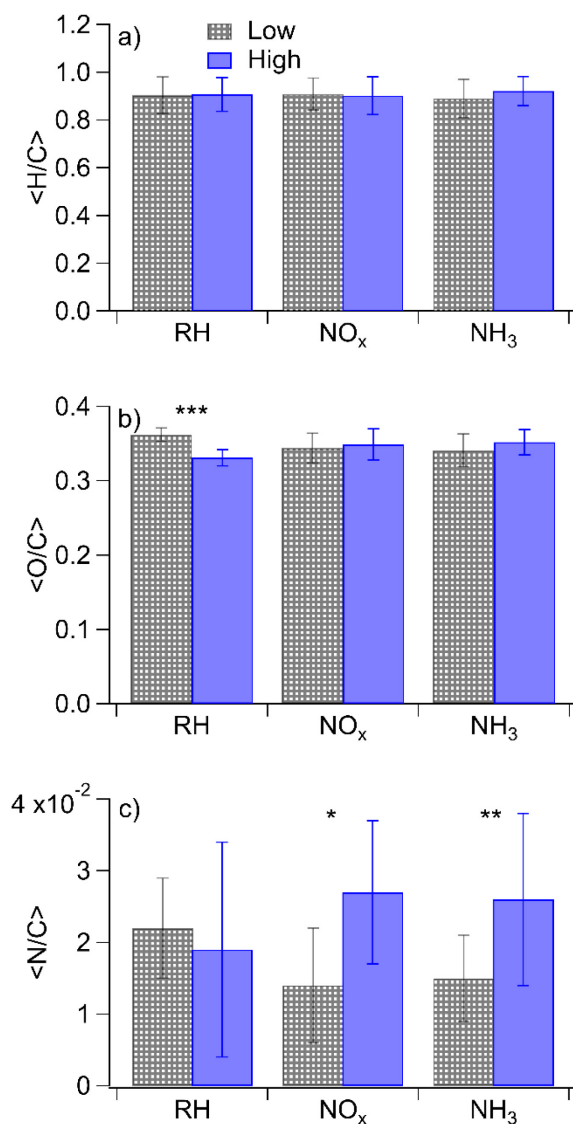 a)
Low
High
1.2
1.0
0.8
0.6
0.4
0.2
0.0
<H/C>
RH NOx NH3
b)
***
0.4
0.3
0.2
0.1
0.0
<O/C>
RH NOx NH3
4 x10-2
c)
* **
3
2
1
0
<N/C>
RH NOx NH3